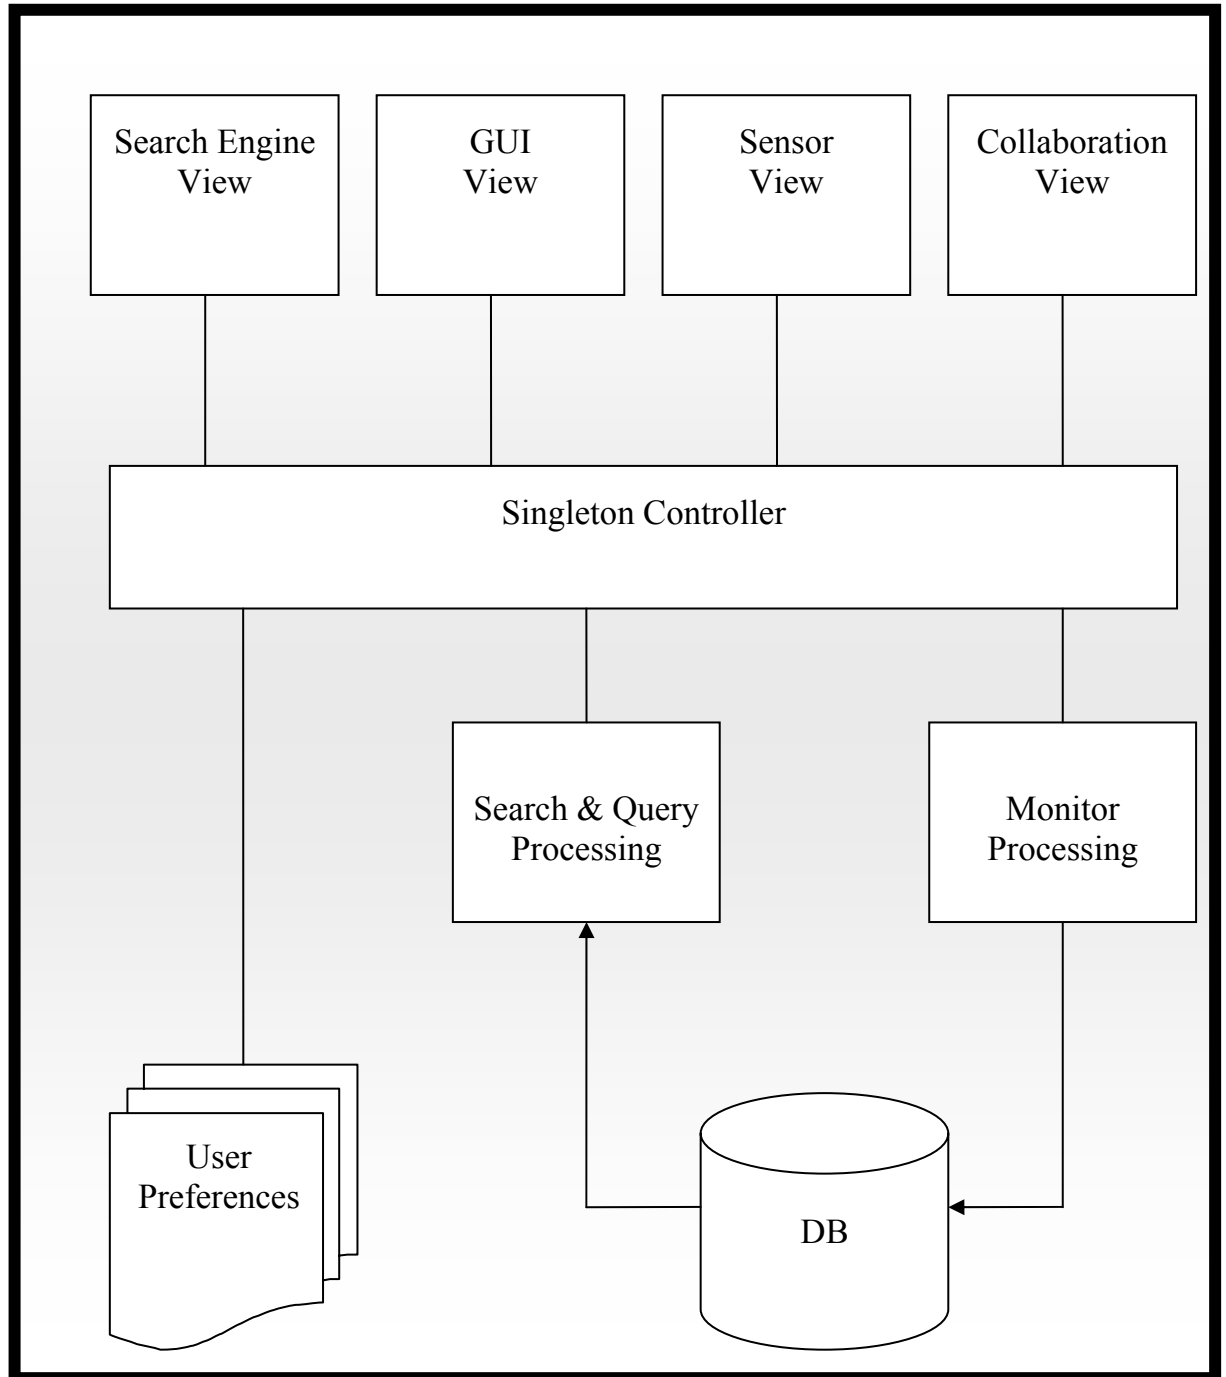 Search Engine
View
GUI
View
Sensor
View
Collaboration
View
Singleton Controller
Search & Query
Processing
Monitor
Processing
User
Preferences
DB